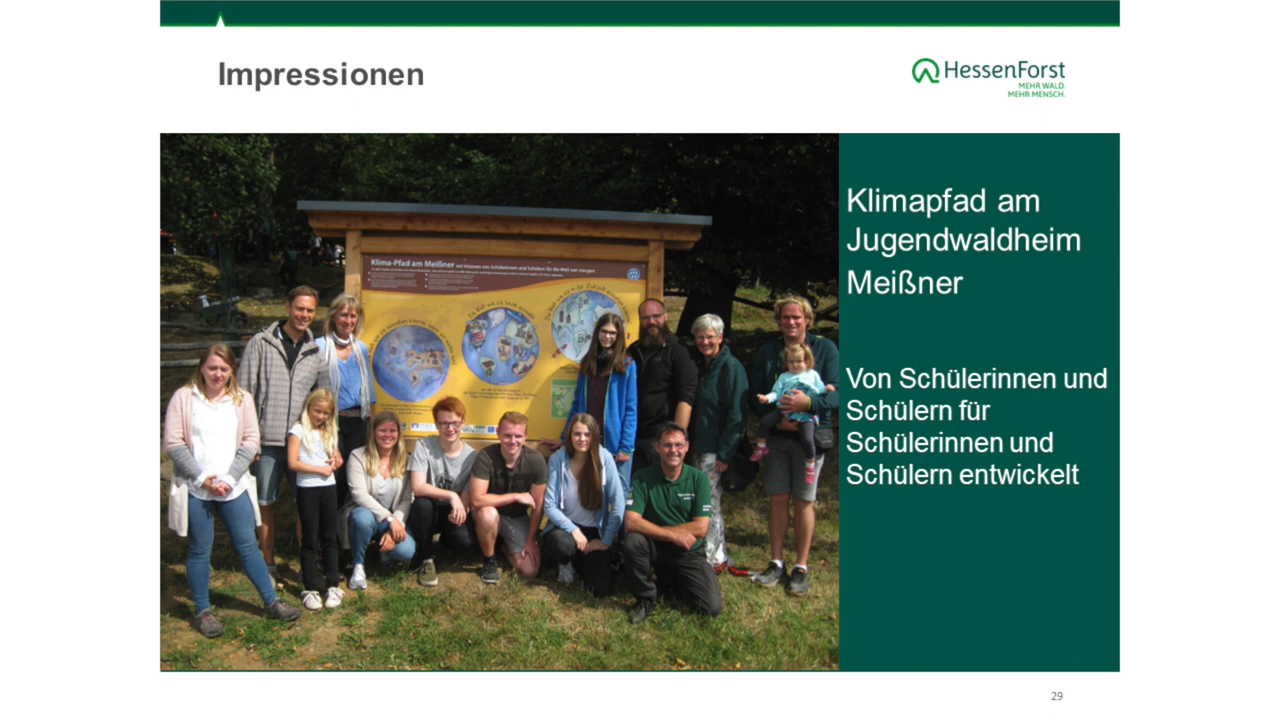 Impressionen
HessenForst
MEHR WALD.
MEHR MENSCH.
Klima-Pfad am Meißner
Klimapfad am
Jugendwaldheim
Meißner
Von Schülerinnen und
Schülern für
Schülerinnen und
Schülern entwickelt
29